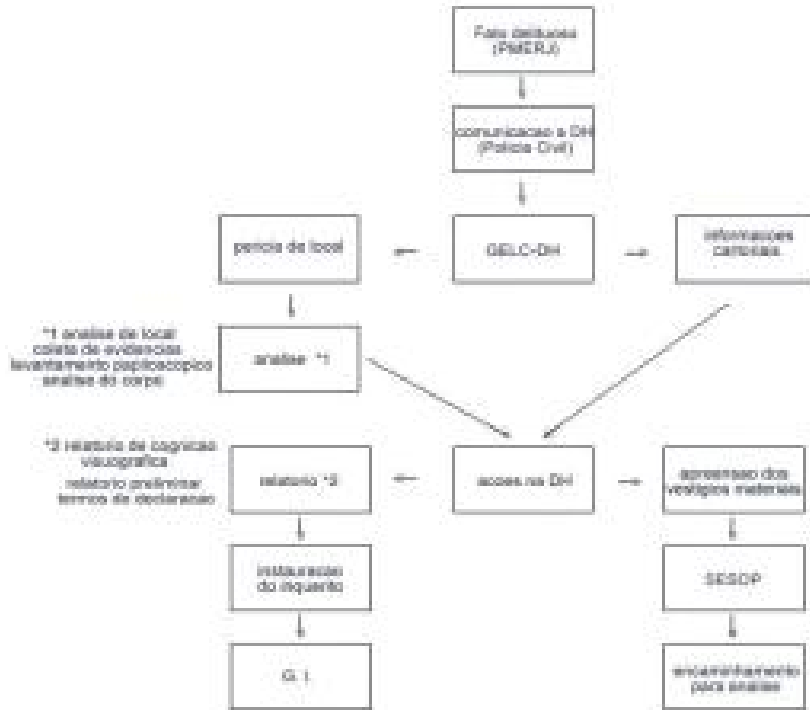 Fato delituoso
(PMERJ)
comunicacao a DH
(Policia Civil)
pericia de local
GELC-DH
informacoes
cartoriais
*1 analise de local
coleta de evidencias
levantamento papiloscopico
analise do corpo
analise *1
*2 relatorio de cognicao
visuografica
relatorio preliminar
termos de declaracao
relatorio *2
acoes na DH
apreensao dos
vestigios materiais
instauracao
do inquerito
SESOP
G. I.
encaminhamento
para analise